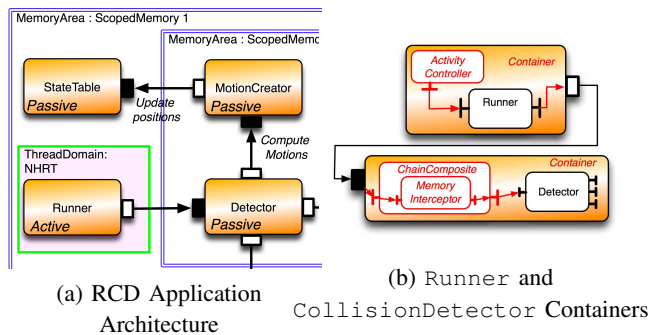 MemoryArea : ScopedMemory 1
MemoryArea : ScopedMemo
StateTable
Passive
Update
positions
MotionCreator
Passive
Compute
Motions
ThreadDomain:
NHRT
Runner
Active
Detector
Passive
(a) RCD Application
Architecture
Activity
Controller
Container
Runner
ChainComposite
Container
Memory
Interceptor
Detector
(b) Runner and
CollisionDetector Containers